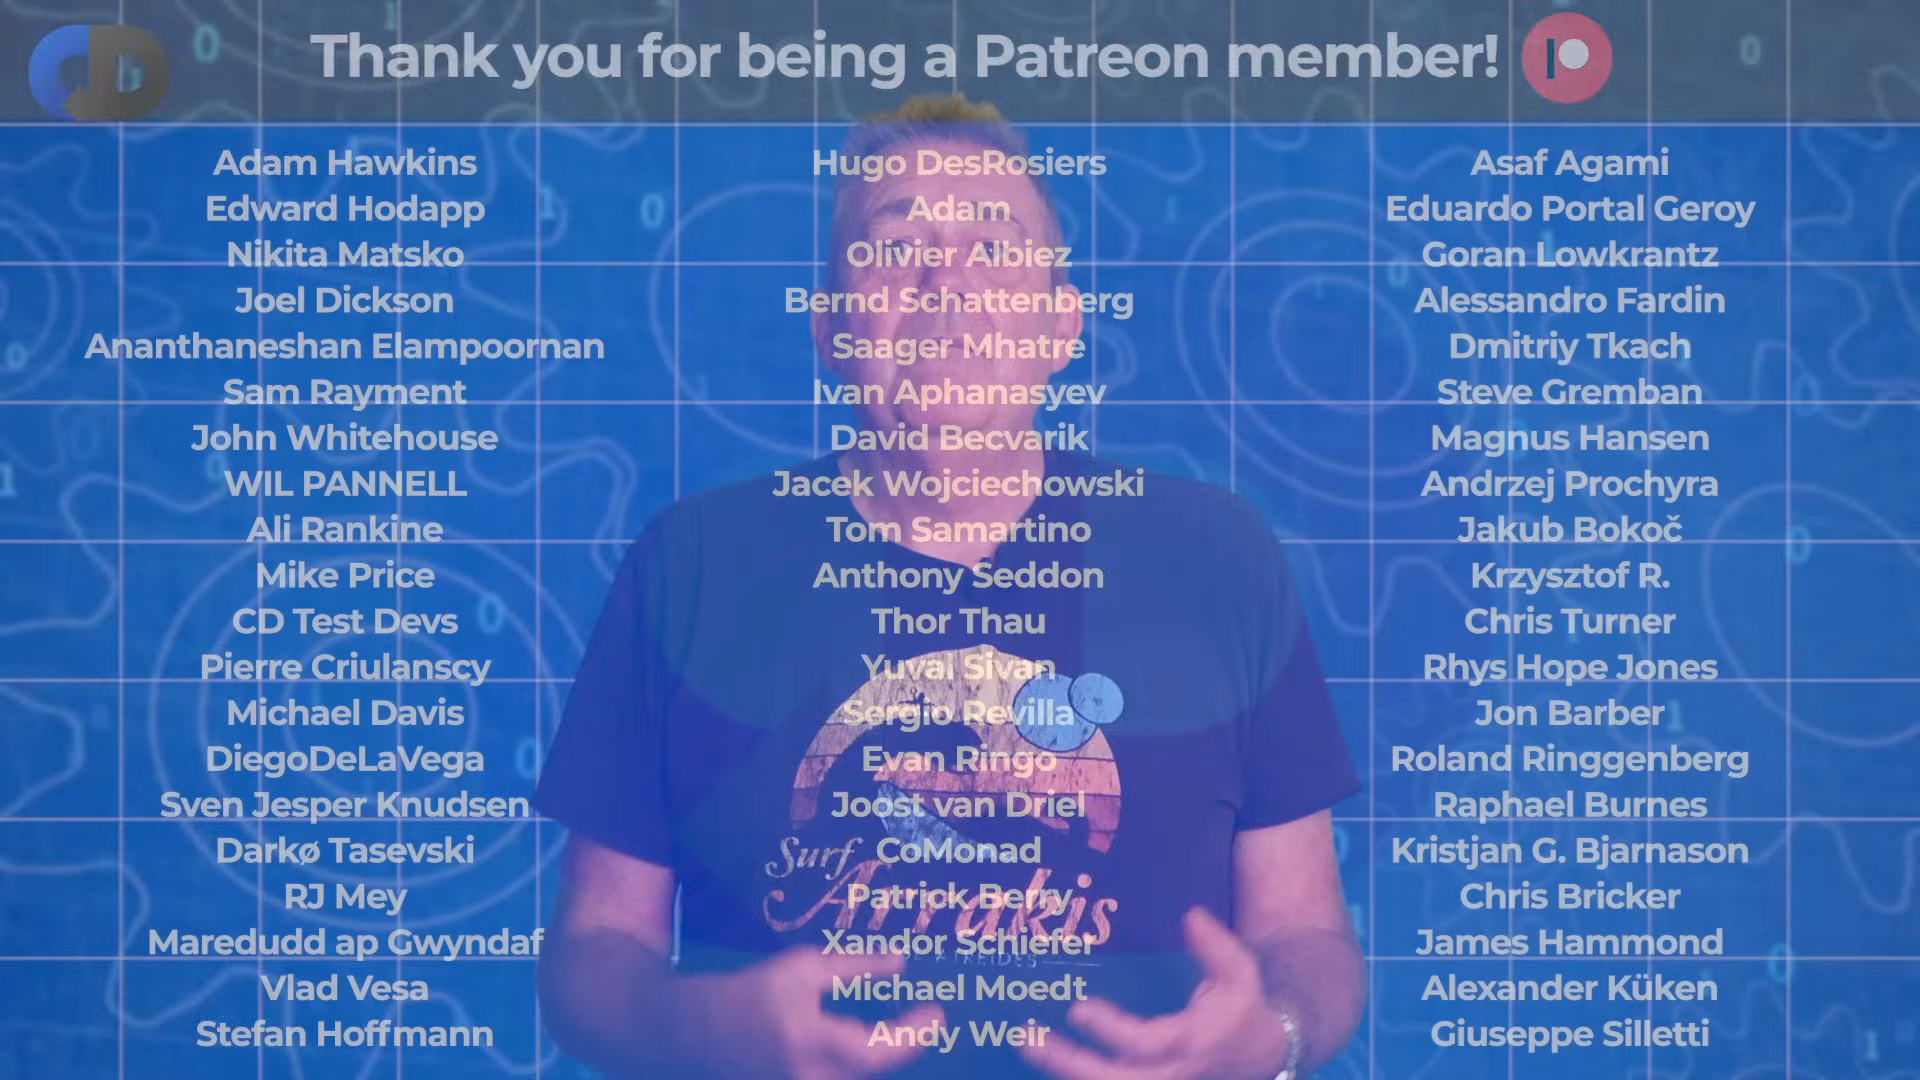 Thank you for being a Patreon member!
Adam Hawkins
Edward Hodapp
Nikita Matsko
Joel Dickson
Ananthaneshan Elampoornan
Sam Rayment
John Whitehouse
WIL PANNELL
Ali Rankine
Mike Price
CD Test Devs
Pierre Criulanscy
Michael Davis
DiegoDeLaVega
Sven Jesper Knudsen
Darkø Tasevski
RJ Mey
Maredudd ap Gwyndaf
Vlad Vesa
Stefan Hoffmann
Hugo DesRosiers
Adam
Olivier Albiez
Bernd Schattenberg
Saager Mhatre
Ivan Aphanasyev
David Becvarik
Jacek Wojciechowski
Tom Samartino
Anthony Seddon
Thor Thau
Yuval Sivan
Sergio Revilla
Evan Ringo
Joost van Driel
CoMonad
Patrick Berry
Xandor Schiefer
Michael Moedt
Andy Weir
Asaf Agami
Eduardo Portal Geroy
Goran Lowkrantz
Alessandro Fardin
Dmitriy Tkach
Steve Gremban
Magnus Hansen
Andrzej Prochyra
Jakub Bokoč
Krzysztof R.
Chris Turner
Rhys Hope Jones
Jon Barber
Roland Ringgenberg
Raphael Burnes
Kristjan G. Bjarnason
Chris Bricker
James Hammond
Alexander Küken
Giuseppe Silletti
Surf
Arrakis